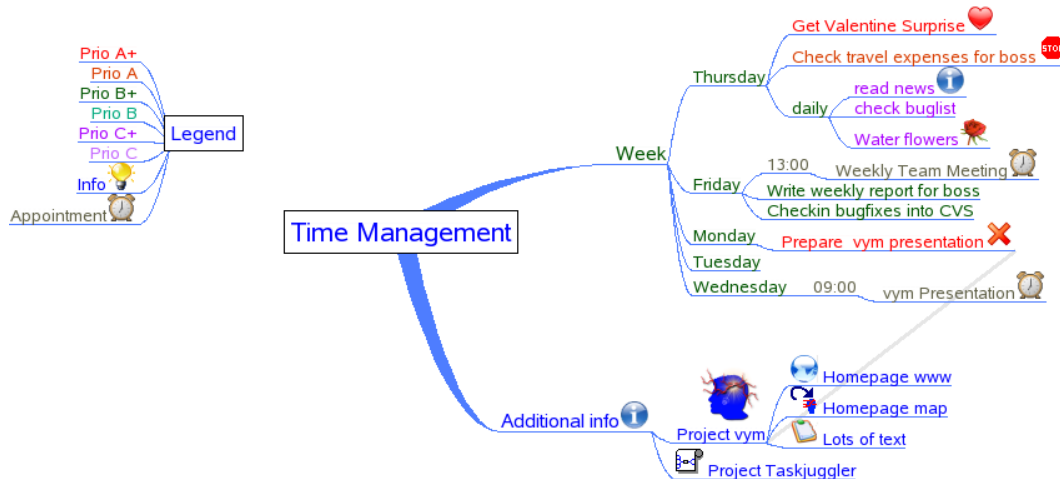 Prio A+
Prio A
Prio B+
Prio B
Prio C+
Prio C
Info
Appointment
Legend
Time Management
Week
Thursday
Get Valentine Surprise
Check travel expenses for boss
STOP
daily
read news
check buglist
Water flowers
Friday
13:00
Weekly Team Meeting
Write weekly report for boss
Checkin bugfixes into CVS
Monday
Prepare vym presentation
Tuesday
Wednesday
09:00
vym Presentation
Additional info
Project vym
Homepage www
Homepage map
Lots of text
Project Taskjuggler